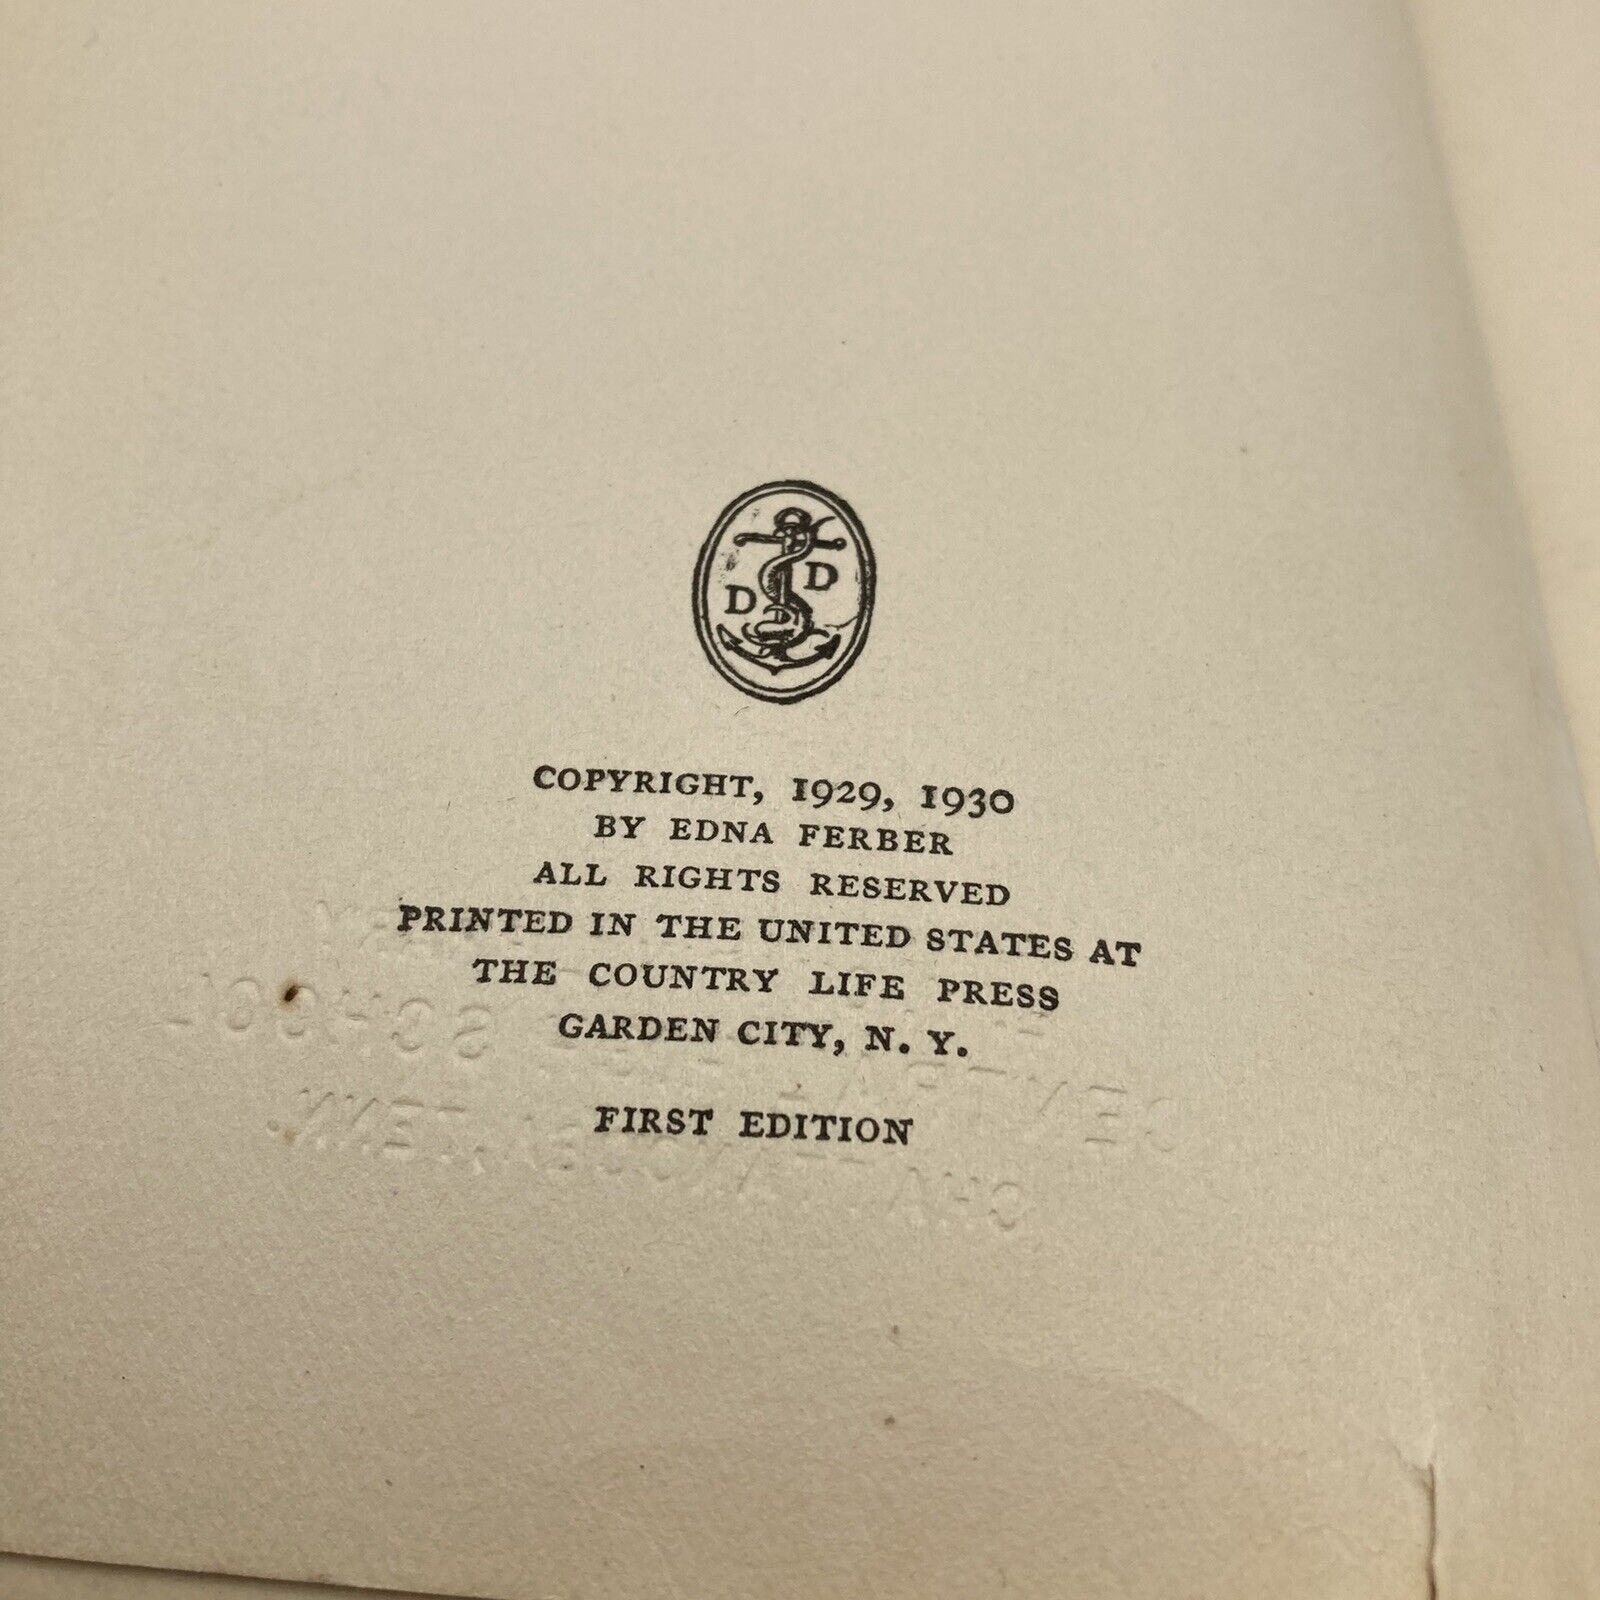 D D
COPYRIGHT, 1929, 1930
BY EDNA FERBER
ALL RIGHTS RESERVED
PRINTED IN THE UNITED STATES AT
THE COUNTRY LIFE PRESS
GARDEN CITY, N. Y.
FIRST EDITION